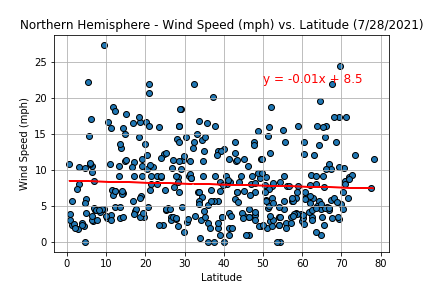 Northern Hemisphere - Wind Speed (mph) vs. Latitude (7/28/2021)
y = -0.01x + 8.5
Wind Speed (mph)
25
20
15
10
5
0
0 10 20 30 40 50 60 70 80
Latitude